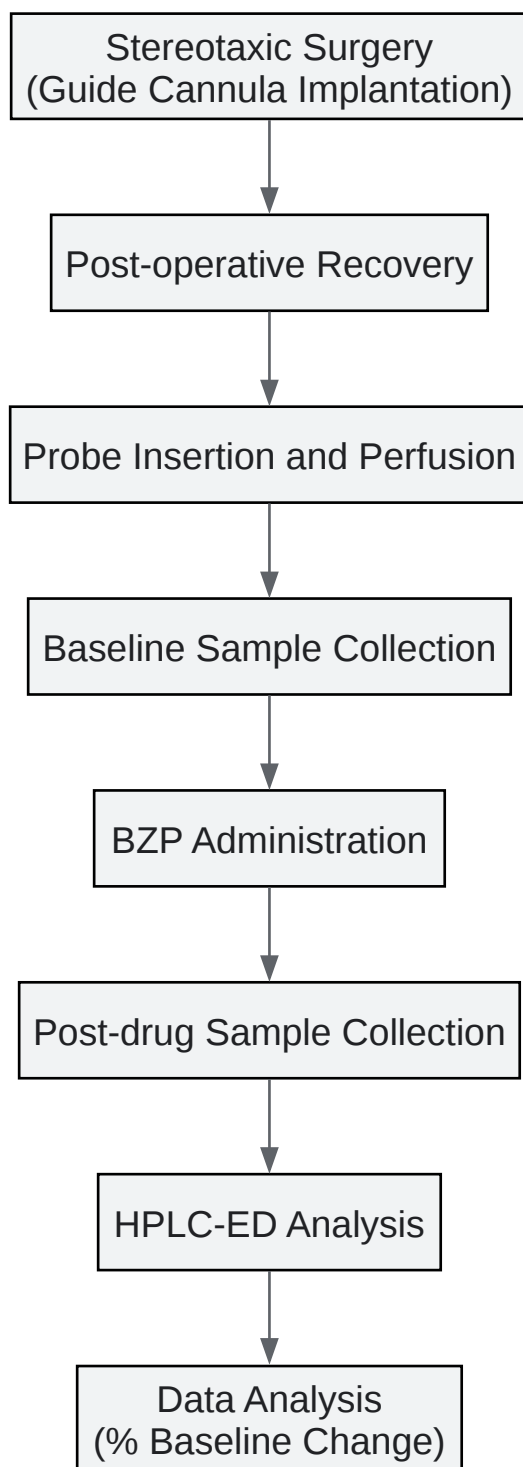 Stereotaxic Surgery
(Guide Cannula Implantation)
Post-operative Recovery
Probe Insertion and Perfusion
Baseline Sample Collection
BZP Administration
Post-drug Sample Collection
HPLC-ED Analysis
Data Analysis
(% Baseline Change)